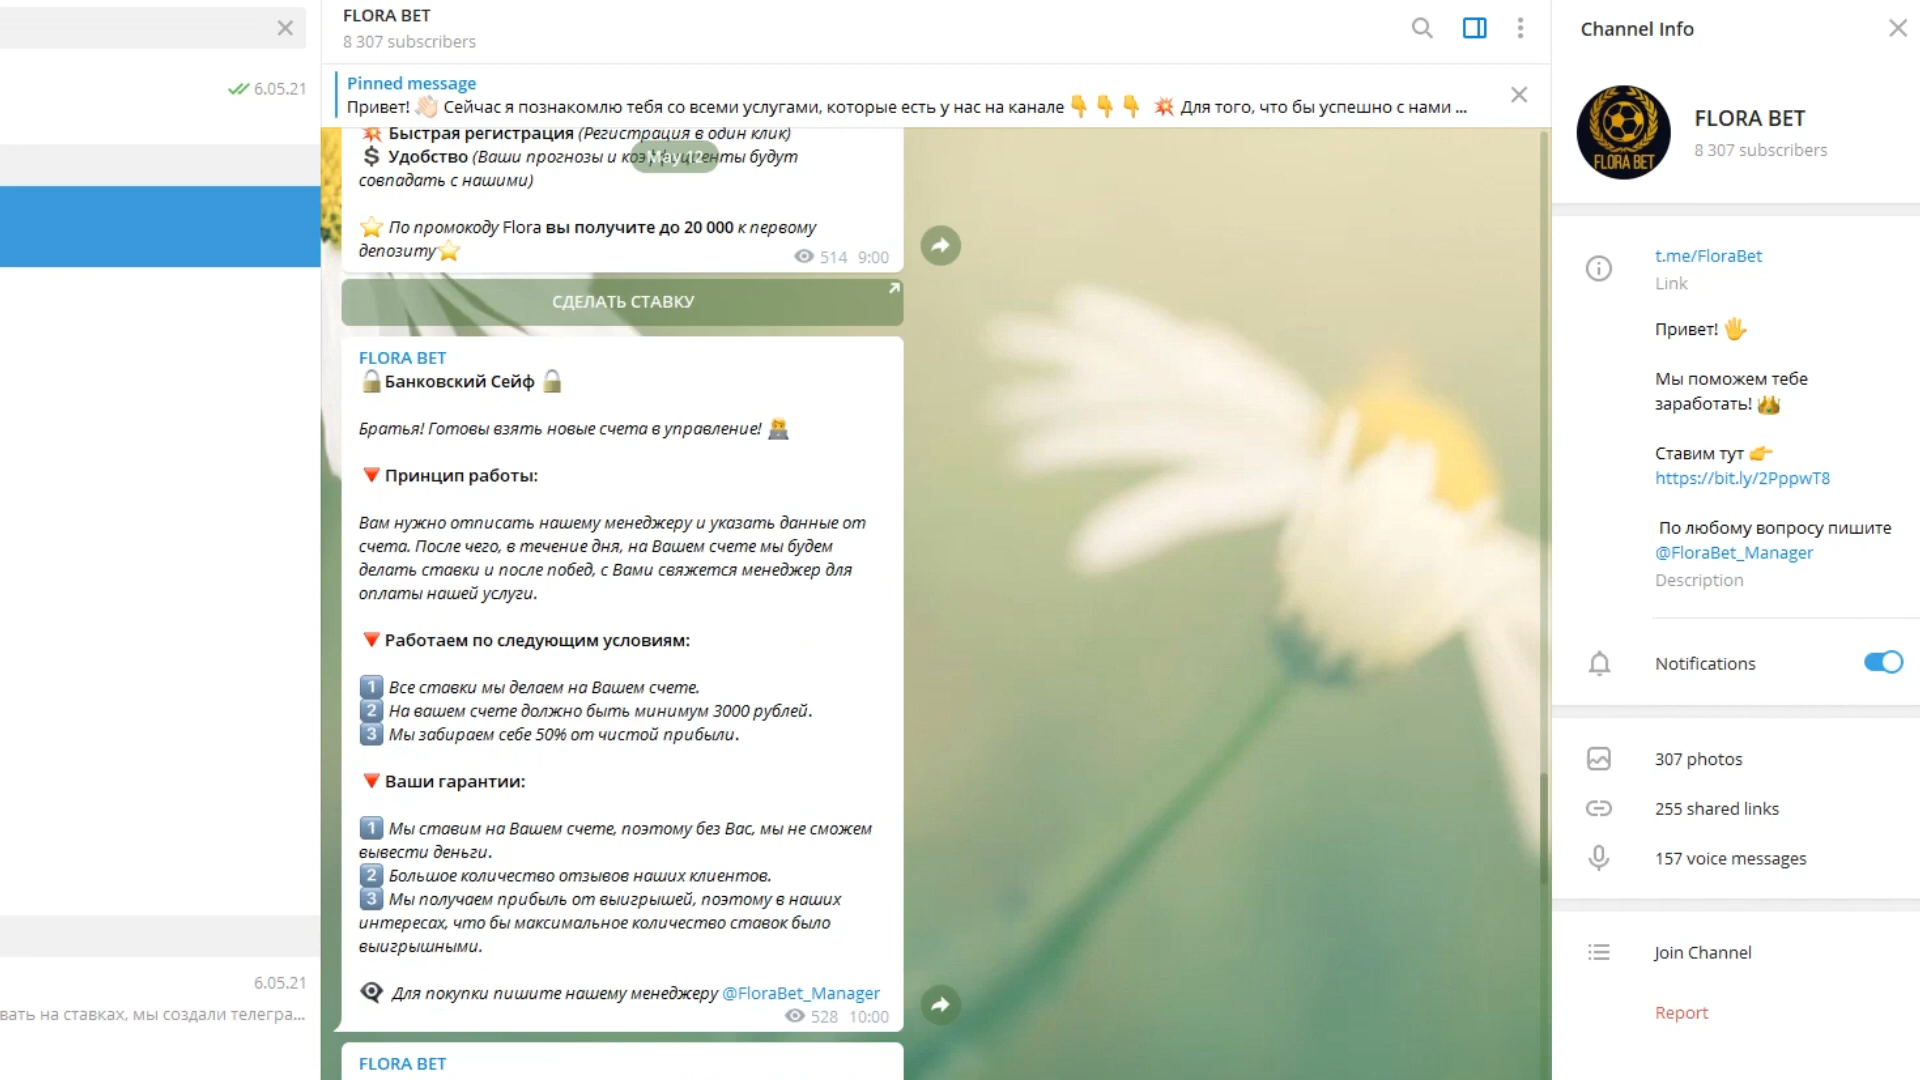 6.05.21
FLORA BET
8 307 subscribers
Pinned message
Привет! 👋🏻 Сейчас я познакомлю тебя со всеми услугами, которые есть у нас на канале 👇👇👇 💥 Для того, что бы успешно с нами ...
💥 Быстрая регистрация (Регистрация в один клик)
💲 Удобство (Ваши прогнозы и коэффициенты будут
совпадать с нашими)
May 12
⭐ По промокоду Flora вы получите до 20 000 к первому
депозиту⭐
514 9:00
СДЕЛАТЬ СТАВКУ
FLORA BET
🔒Банковский Сейф 🔒
Братья! Готовы взять новые счета в управление! 👨‍💻
🔻 Принцип работы:
Вам нужно отписать нашему менеджеру и указать данные от
счета. После чего, в течение дня, на Вашем счете мы будем
делать ставки и после побед, с Вами свяжется менеджер для
оплаты нашей услуги.
🔻 Работаем по следующим условиям:
1️⃣ Все ставки мы делаем на Вашем счете.
2️⃣ На вашем счете должно быть минимум 3000 рублей.
3️⃣ Мы забираем себе 50% от чистой прибыли.
🔻 Ваши гарантии:
1️⃣ Мы ставим на Вашем счете, поэтому без Вас, мы не сможем
вывести деньги.
2️⃣ Большое количество отзывов наших клиентов.
3️⃣ Мы получаем прибыль от выигрышей, поэтому в наших
интересах, что бы максимальное количество ставок было
выигрышными.
👁 Для покупки пишите нашему менеджеру @FloraBet_Manager
528 10:00
FLORA BET
6.05.21
вать на ставках, мы создали телегра...
Channel Info
FLORA BET
FLORA BET
8 307 subscribers
t.me/FloraBet
Link
Привет! 🖐
Мы поможем тебе
заработать! 👑
Ставим тут 👉
https://bit.ly/2PppwT8
По любому вопросу пишите
@FloraBet_Manager
Description
Notifications
307 photos
255 shared links
157 voice messages
Join Channel
Report